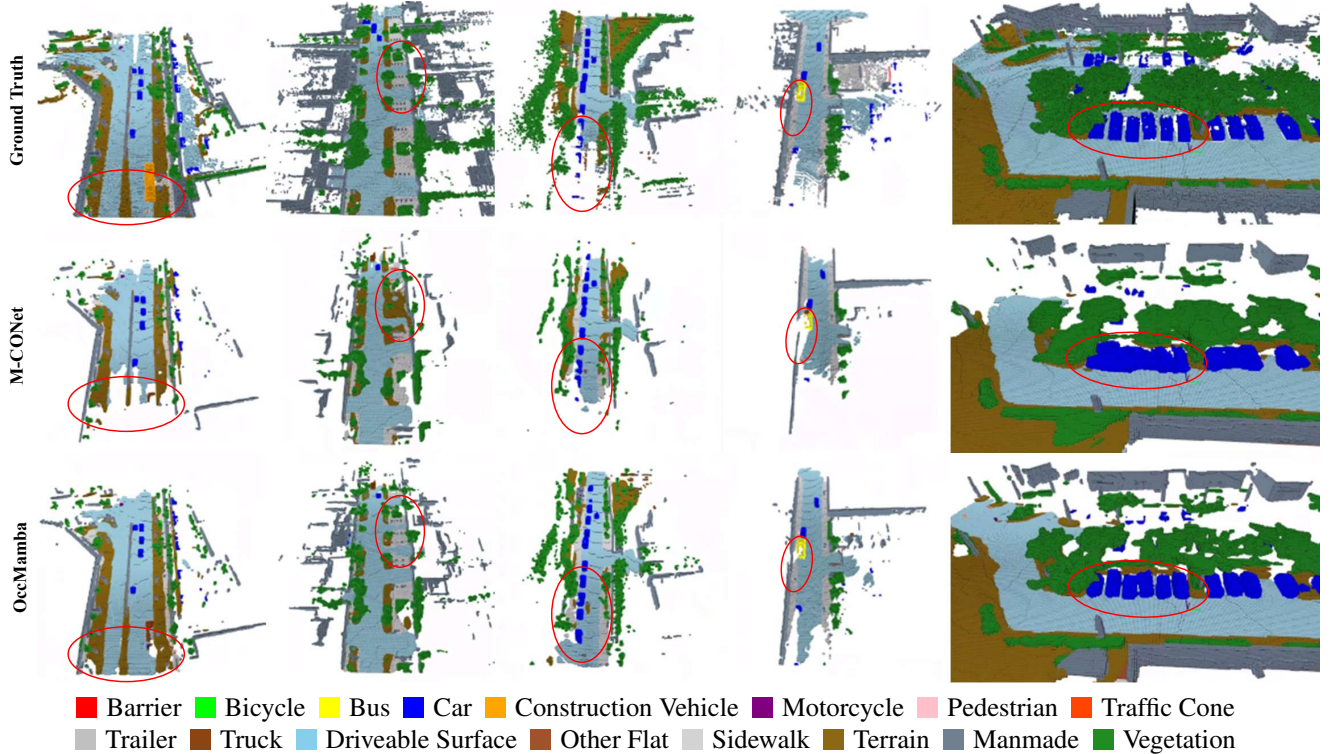 Ground Truth
M-CONet
OccMamba
Barrier Bicycle Bus Car Construction Vehicle Motorcycle Pedestrian Traffic Cone
Trailer Truck Driveable Surface Other Flat Sidewalk Terrain Manmade Vegetation